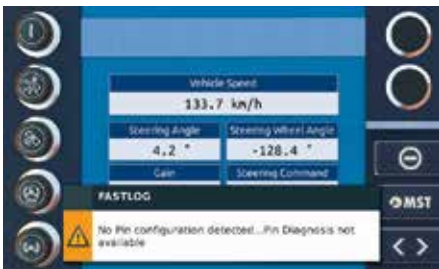 Vehicle Speed
133.7 km/h
Steering Angle
Steering Wheel Angle
4.2 °
-128.4 °
Gain
Steering Command
FASTLOG
No Pin configuration detected...Pin Diagnosis not
available
MST
< >